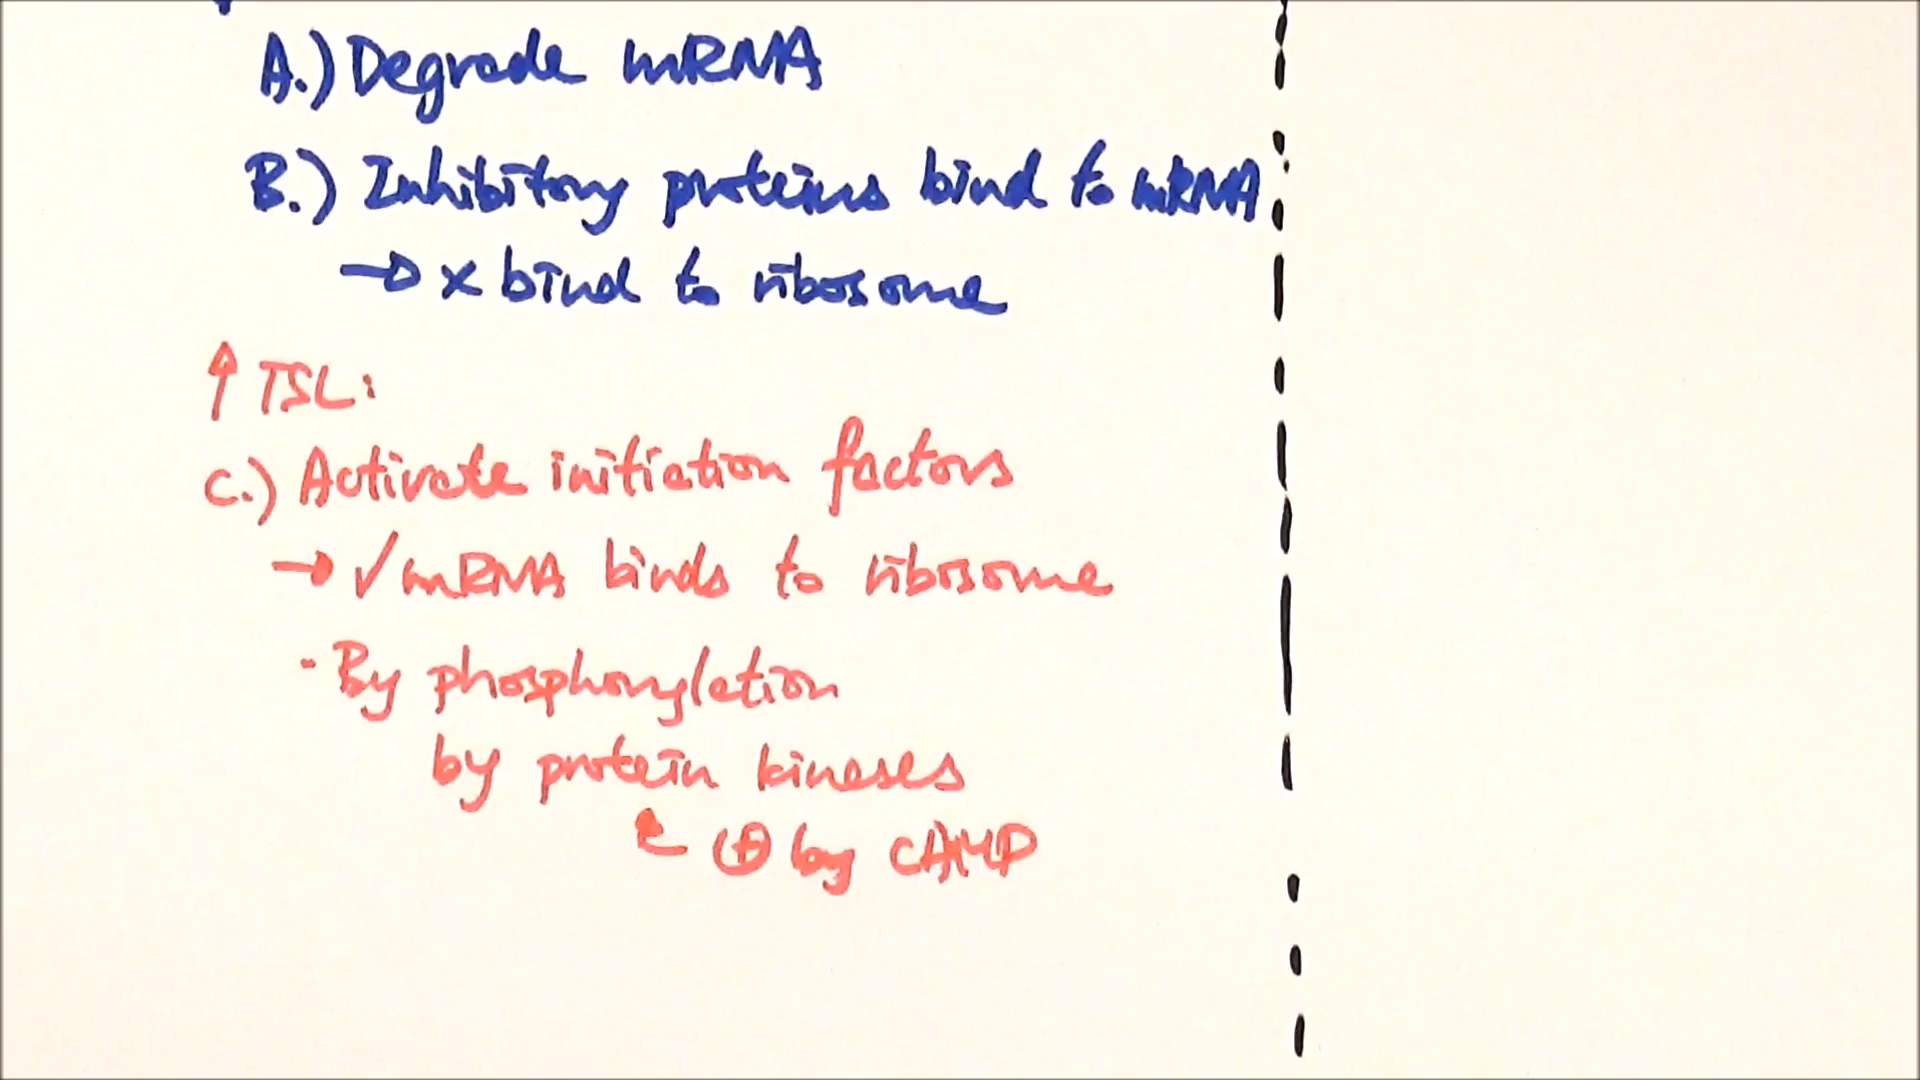 A.) Degrade mRNA
B.) Inhibitory proteins bind to mRNA
→ x bind to ribosome
↑ TSL:
C.) Activate initiation factors
→ ✓ mRNA binds to ribosome
- By phosphorylation
by protein kinases
⊕ by cAMP